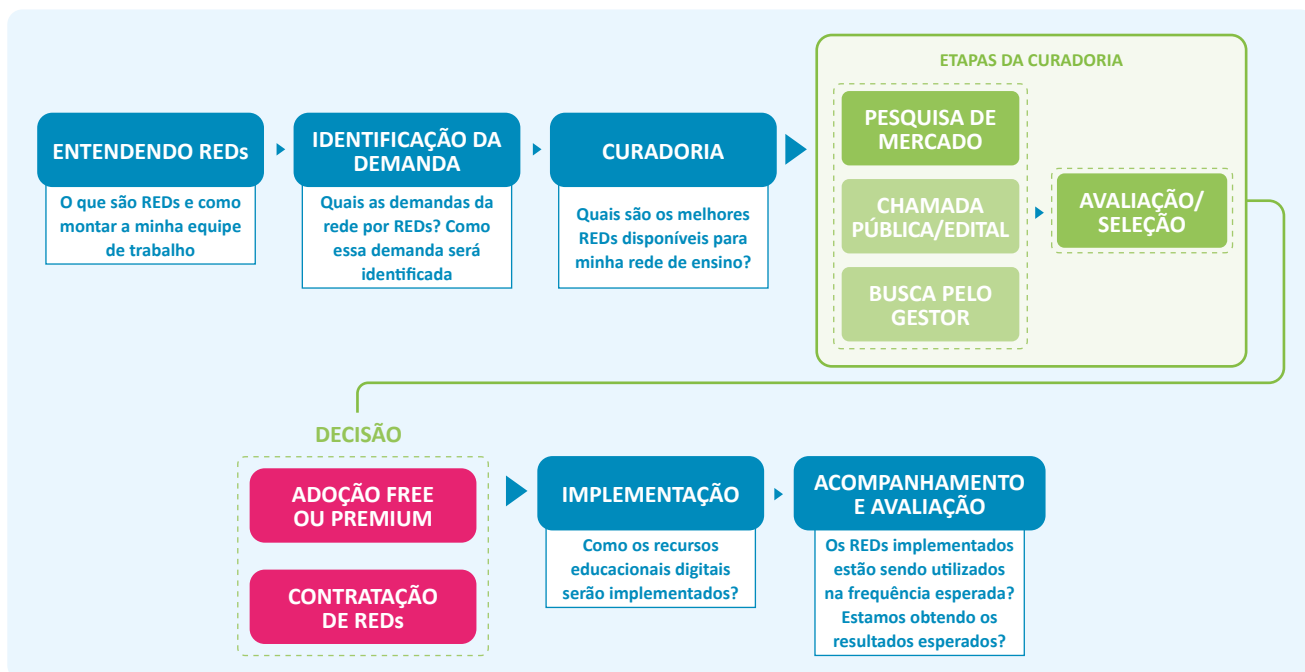 ETAPAS DA CURADORIA
ENTENDENDO REDs
O que são REDs e como
montar a minha equipe
de trabalho
IDENTIFICAÇÃO DA
DEMANDA
Quais as demandas da
rede por REDs? Como
essa demanda será
identificada
CURADORIA
Quais são os melhores
REDs disponíveis para
minha rede de ensino?
PESQUISA DE
MERCADO
CHAMADA
PÚBLICA/EDITAL
BUSCA PELO
GESTOR
AVALIAÇÃO/
SELEÇÃO
DECISÃO
ADOÇÃO FREE
OU PREMIUM
CONTRATAÇÃO
DE REDs
IMPLEMENTAÇÃO
Como os recursos
educacionais digitais
serão implementados?
ACOMPANHAMENTO
E AVALIAÇÃO
Os REDs implementados
estão sendo utilizados
na frequência esperada?
Estamos obtendo os
resultados esperados?